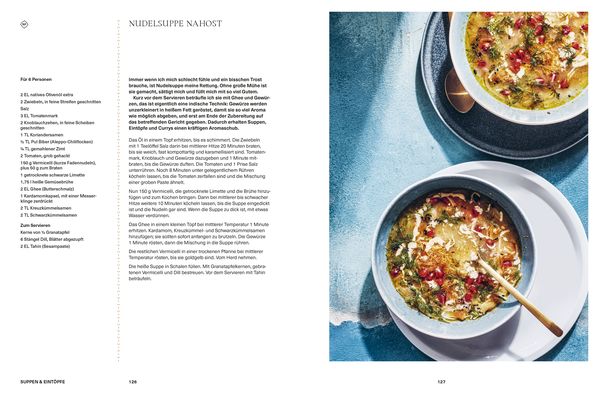 NUDELSUPPE NAHOST
Für 6 Personen
2 EL natives Olivenöl extra
2 Zwiebeln, in feine Streifen geschnitten
Salz
3 EL Tomatenmark
2 Knoblauchzehen, in feine Scheiben
geschnitten
1 TL Koriandersamen
½ TL Pul Biber (Aleppo-Chiliflocken)
¼ TL gemahlener Zimt
2 Tomaten, grob gehackt
150 g Vermicelli (kurze Fadennudeln),
plus 50 g zum Braten
1 getrocknete schwarze Limette
1,75 l heiße Gemüsebrühe
2 EL Ghee (Butterschmalz)
1 Kardamomkapsel, mit einer Messer-
klinge zerdrückt
1 TL Kreuzkümmelsamen
2 TL Schwarzkümmelsamen
Zum Servieren
Kerne von ½ Granatapfel
6 Stängel Dill, Blätter abgezupft
2 EL Tahin (Sesampaste)
Immer wenn ich mich schlecht fühle und ein bisschen Trost
brauche, ist Nudelsuppe meine Rettung. Ohne große Mühe ist
sie gemacht, sättigt mich und füllt mich mit so viel Gutem.
Kurz vor dem Servieren beträufle ich sie mit Ghee und Gewür-
zen, das ist eigentlich eine indische Technik: Gewürze werden
unzerkleinert in heißem Fett geröstet, damit sie so viel Aroma
wie möglich abgeben, und erst am Ende der Zubereitung auf
das betreffenden Gericht gegeben. Dadurch erhalten Suppen,
Eintöpfe und Currys einen kräftigen Aromaschub.
Das Öl in einem Topf erhitzen, bis es schimmert. Die Zwiebeln
mit 1 Teelöffel Salz darin bei mittlerer Hitze 20 Minuten braten,
bis sie weich, fast kompottartig und karamellisiert sind. Tomaten-
mark, Knoblauch und Gewürze dazugeben und 1 Minute mit-
braten, bis die Gewürze duften. Die Tomaten und 1 Prise Salz
unterrühren. Noch 8 Minuten unter gelegentlichem Rühren
köcheln lassen, bis die Tomaten zerfallen sind und die Mischung
einer groben Paste ähnelt.
Nun 150 g Vermicelli, die getrocknete Limette und die Brühe hinzu-
fügen und zum Kochen bringen. Dann bei mittlerer bis schwacher
Hitze weitere 10 Minuten köcheln lassen, bis die Suppe eingedickt
ist und die Nudeln gar sind. Wenn die Suppe zu dick ist, mit etwas
Wasser verdünnen.
Das Ghee in einem kleinen Topf bei mittlerer Temperatur 1 Minute
erhitzen. Kardamom, Kreuzkümmel- und Schwarzkümmelsamen
hinzufügen; sie sollten sofort anfangen zu brutzeln. Die Gewürze
1 Minute rösten, dann die Mischung in die Suppe rühren.
Die restlichen Vermicelli in einer trockenen Pfanne bei mittlerer
Temperatur rösten, bis sie goldgelb sind. Vom Herd nehmen.
Die heiße Suppe in Schalen füllen. Mit Granatapfelkernen, gebra-
tenen Vermicelli und Dill bestreuen. Vor dem Servieren mit Tahin
beträufeln.
SUPPEN & EINTÖPFE
126
127